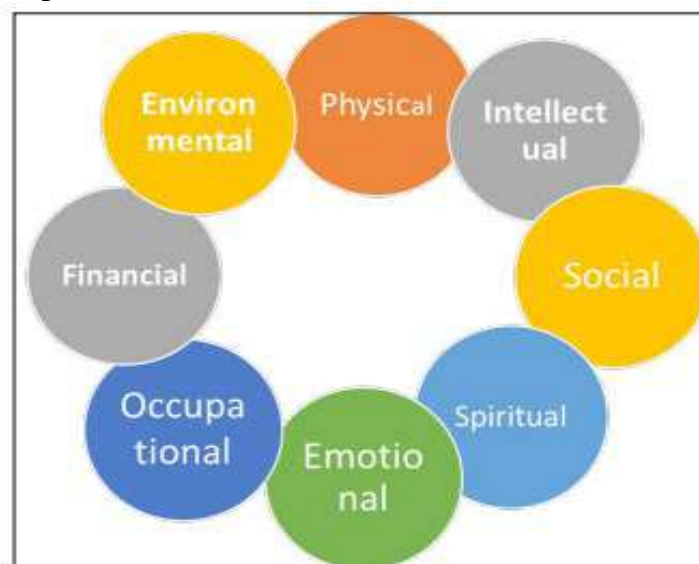 Physical
Intellect
ual
Social
Spiritual
Emotio
nal
Occupa
tional
Financial
Environ
mental